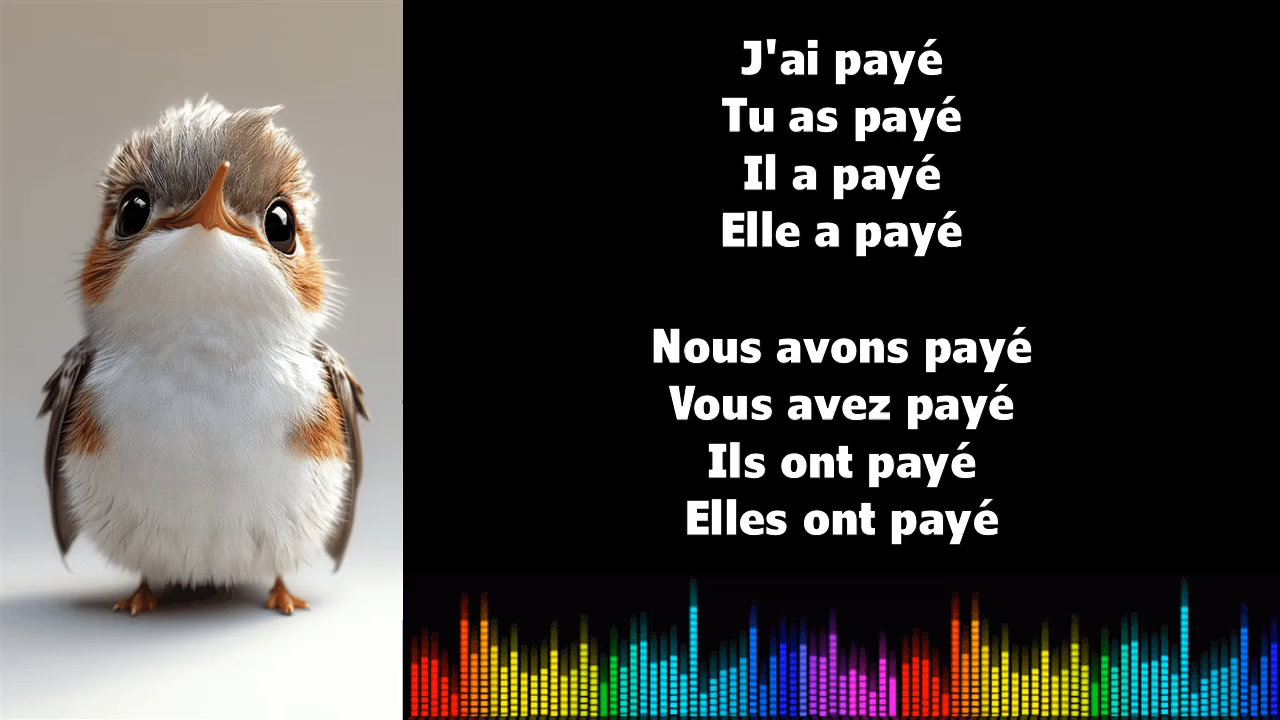 J'ai payé
Tu as payé
Il a payé
Elle a payé
Nous avons payé
Vous avez payé
Ils ont payé
Elles ont payé